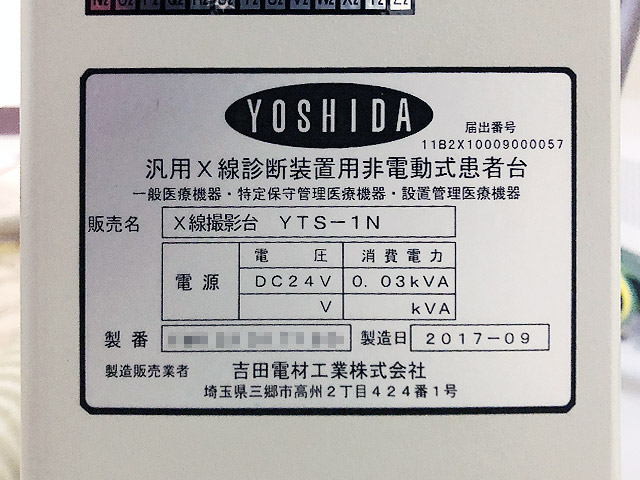 YOSHIDA
届出番号
11B2X10009000057
汎用X線診断装置用非電動式患者台
一般医療機器・特定保守管理医療機器・設置管理医療機器
販売名 X線撮影台 YTS-1N
電圧 消費電力
電源 DC24V 0.03kVA
V kVA
製番 製造日 2017-09
製造販売業者 吉田電材工業株式会社
埼玉県三郷市高州2丁目424番1号